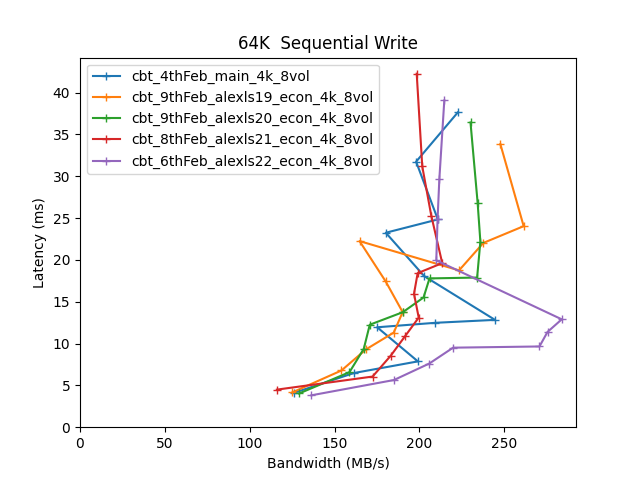 64K  Sequential Write
cbt_4thFeb_main_4k_8vol
cbt_9thFeb_alexls19_econ_4k_8vol
cbt_9thFeb_alexls20_econ_4k_8vol
cbt_8thFeb_alexls21_econ_4k_8vol
cbt_6thFeb_alexls22_econ_4k_8vol
Latency (ms)
40
35
30
25
20
15
10
5
0
0 50 100 150 200 250
Bandwidth (MB/s)